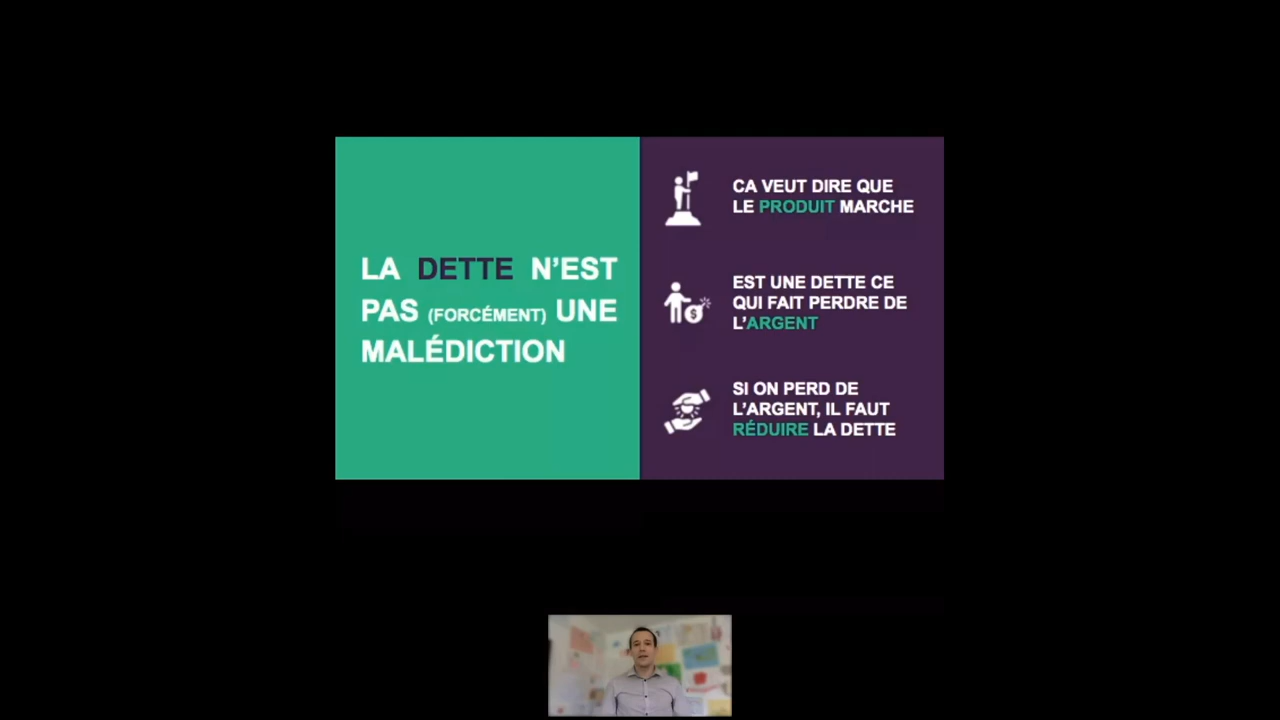 LA DETTE N'EST
PAS (FORCÉMENT) UNE
MALÉDICTION
CA VEUT DIRE QUE
LE PRODUIT MARCHE
EST UNE DETTE CE
QUI FAIT PERDRE DE
L'ARGENT
SI ON PERD DE
L'ARGENT, IL FAUT
RÉDUIRE LA DETTE